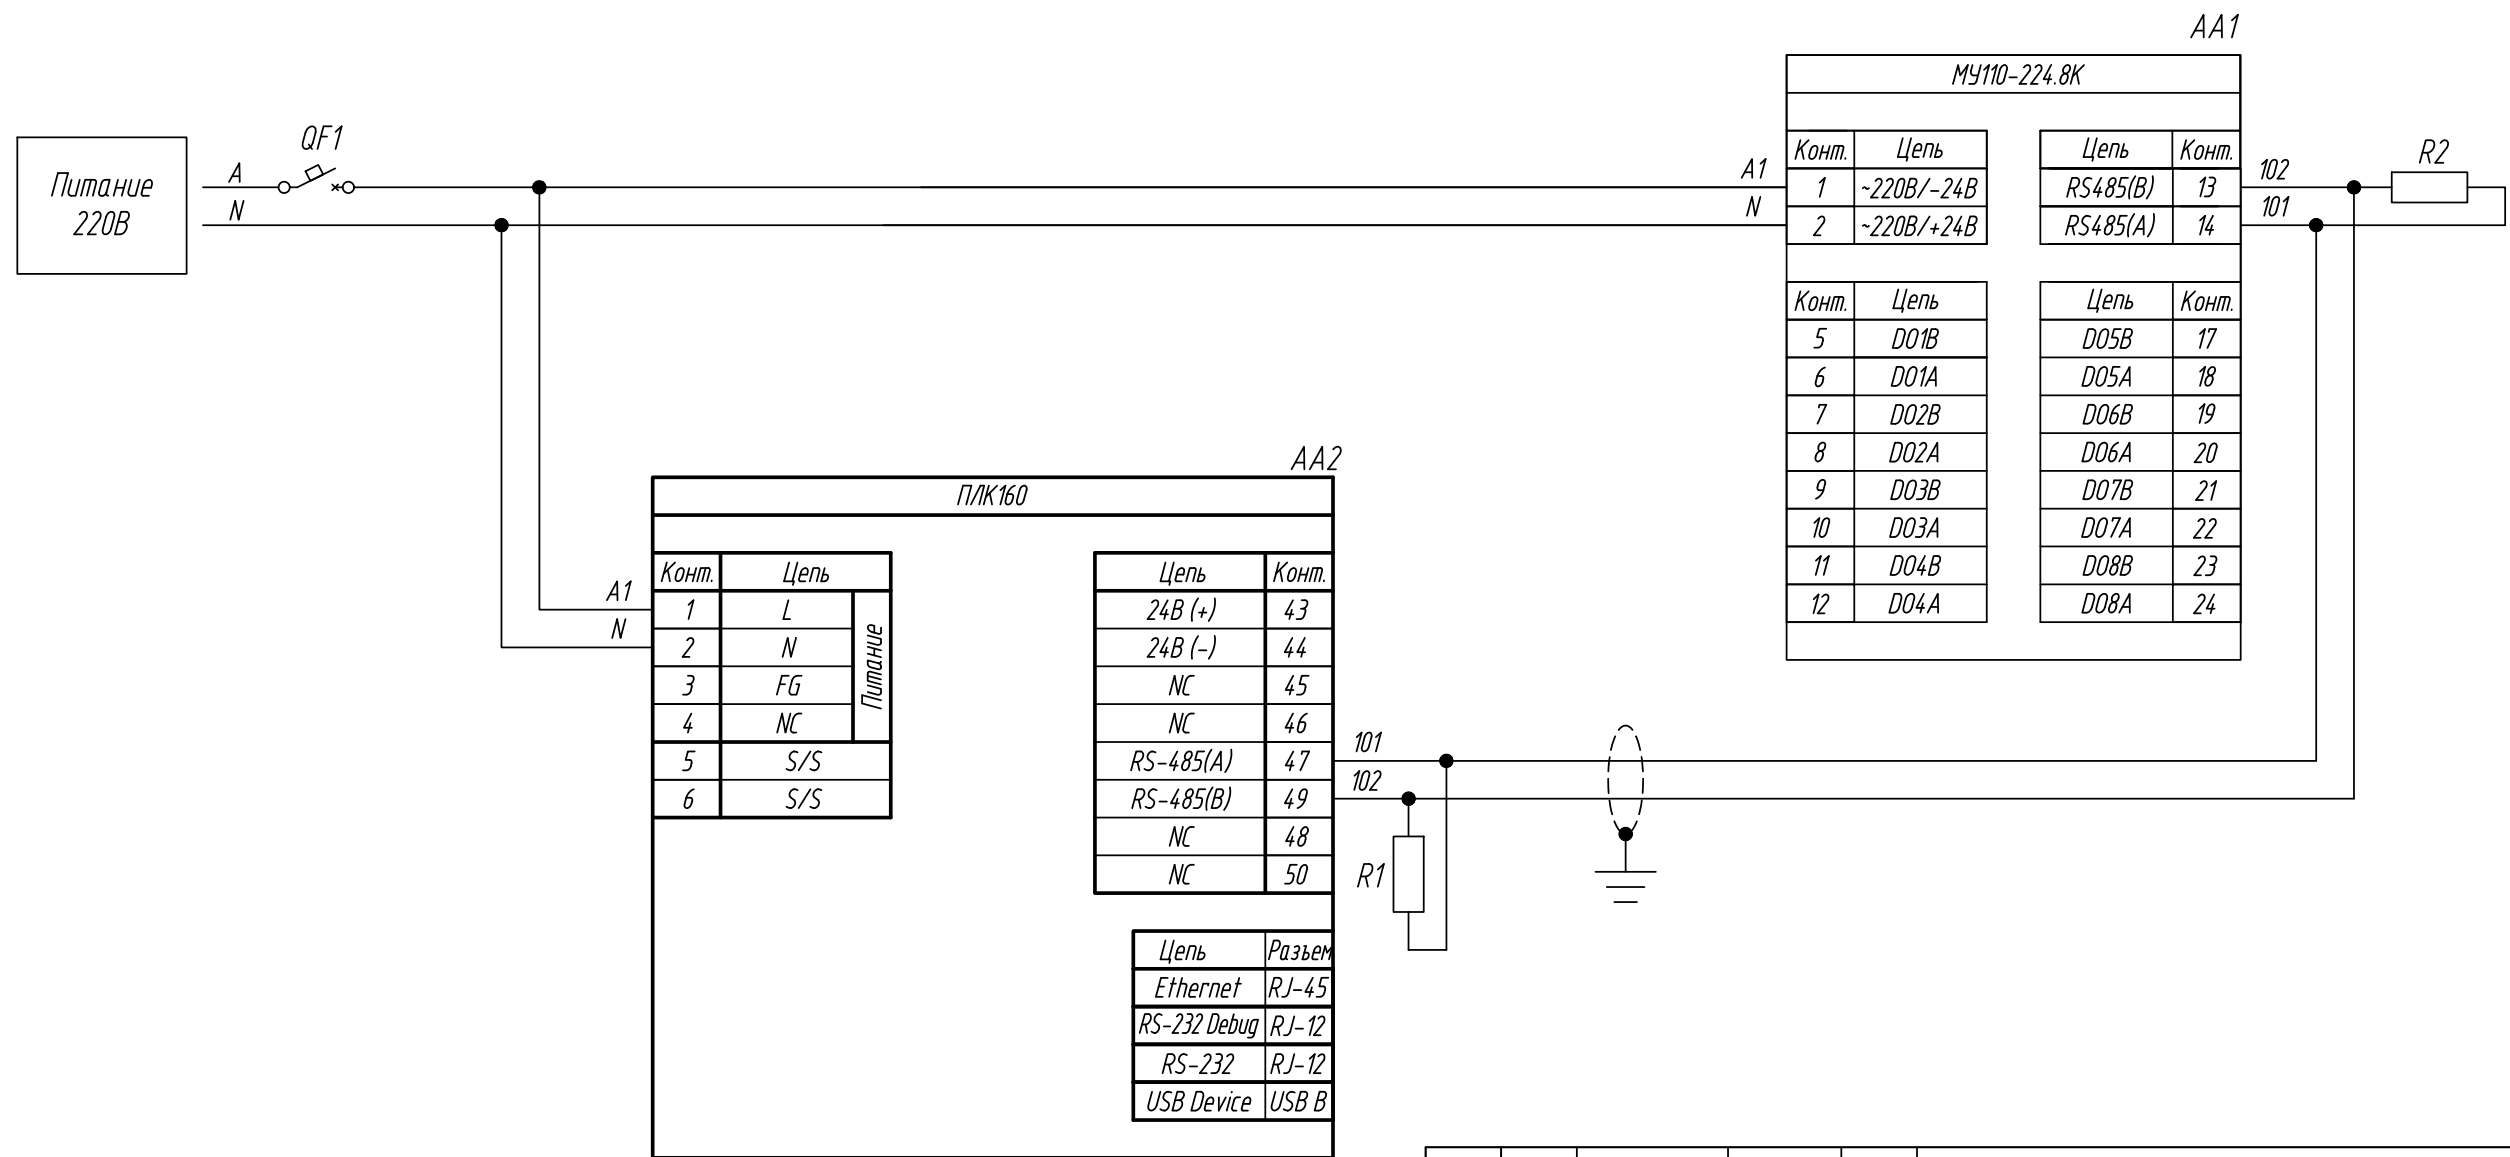 АА1
МУ110-224.8К
QF1
Питание
220В
А
N
А1
N
Конт. Цепь Цепь Конт.
1 ~220В/-24В RS485(B) 13
2 ~220В/+24В RS485(A) 14
102
101
R2
Конт. Цепь Цепь Конт.
5 DO1B DO5B 17
6 DO1A DO5A 18
7 DO2B DO6B 19
8 DO2A DO6A 20
9 DO3B DO7B 21
10 DO3A DO7A 22
11 DO4B DO8B 23
12 DO4A DO8A 24
АА2
ПЛК160
А1
N
Конт. Цепь
1 L
2 N
3 FG
4 NC
Питание
5 S/S
6 S/S
Цепь Конт.
24В (+) 43
24В (-) 44
NC 45
NC 46
RS-485(A) 47
RS-485(B) 49
NC 48
NC 50
101
102
R1
Цепь Разъем
Ethernet RJ-45
RS-232 Debug RJ-12
RS-232 RJ-12
USB Device USB B